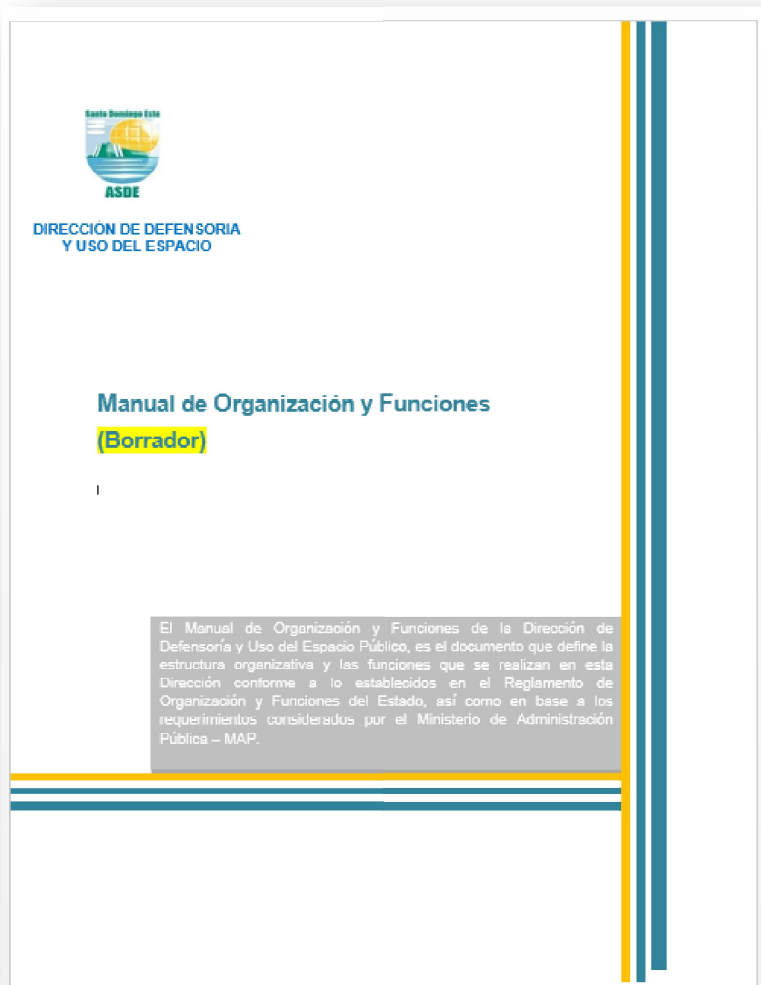 Santo Domingo Este
ASDE
DIRECCIÓN DE DEFENSORIA
Y USO DEL ESPACIO
Manual de Organización y Funciones
(Borrador)
El Manual de Organización y Funciones de la Dirección de
Defensoría y Uso del Espacio Público, es el documento que define la
estructura organizativa y las funciones que se realizan en esta
Dirección conforme a lo establecidos en el Reglamento de
Organización y Funciones del Estado, así como en base a los
requerimientos considerados por el Ministerio de Administración
Pública – MAP.